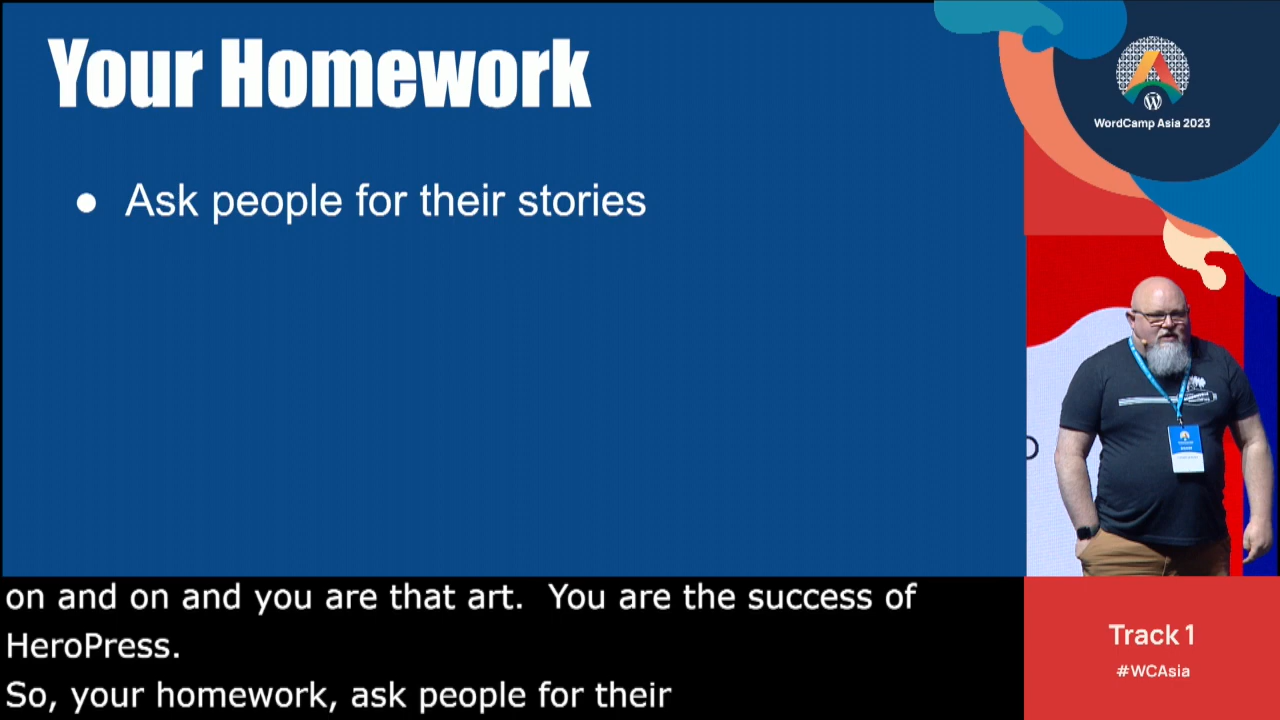 Your Homework
● Ask people for their stories
WordCamp Asia 2023
on and on and you are that art.  You are the success of
HeroPress.
So, your homework, ask people for their
Track 1
#WCAsia